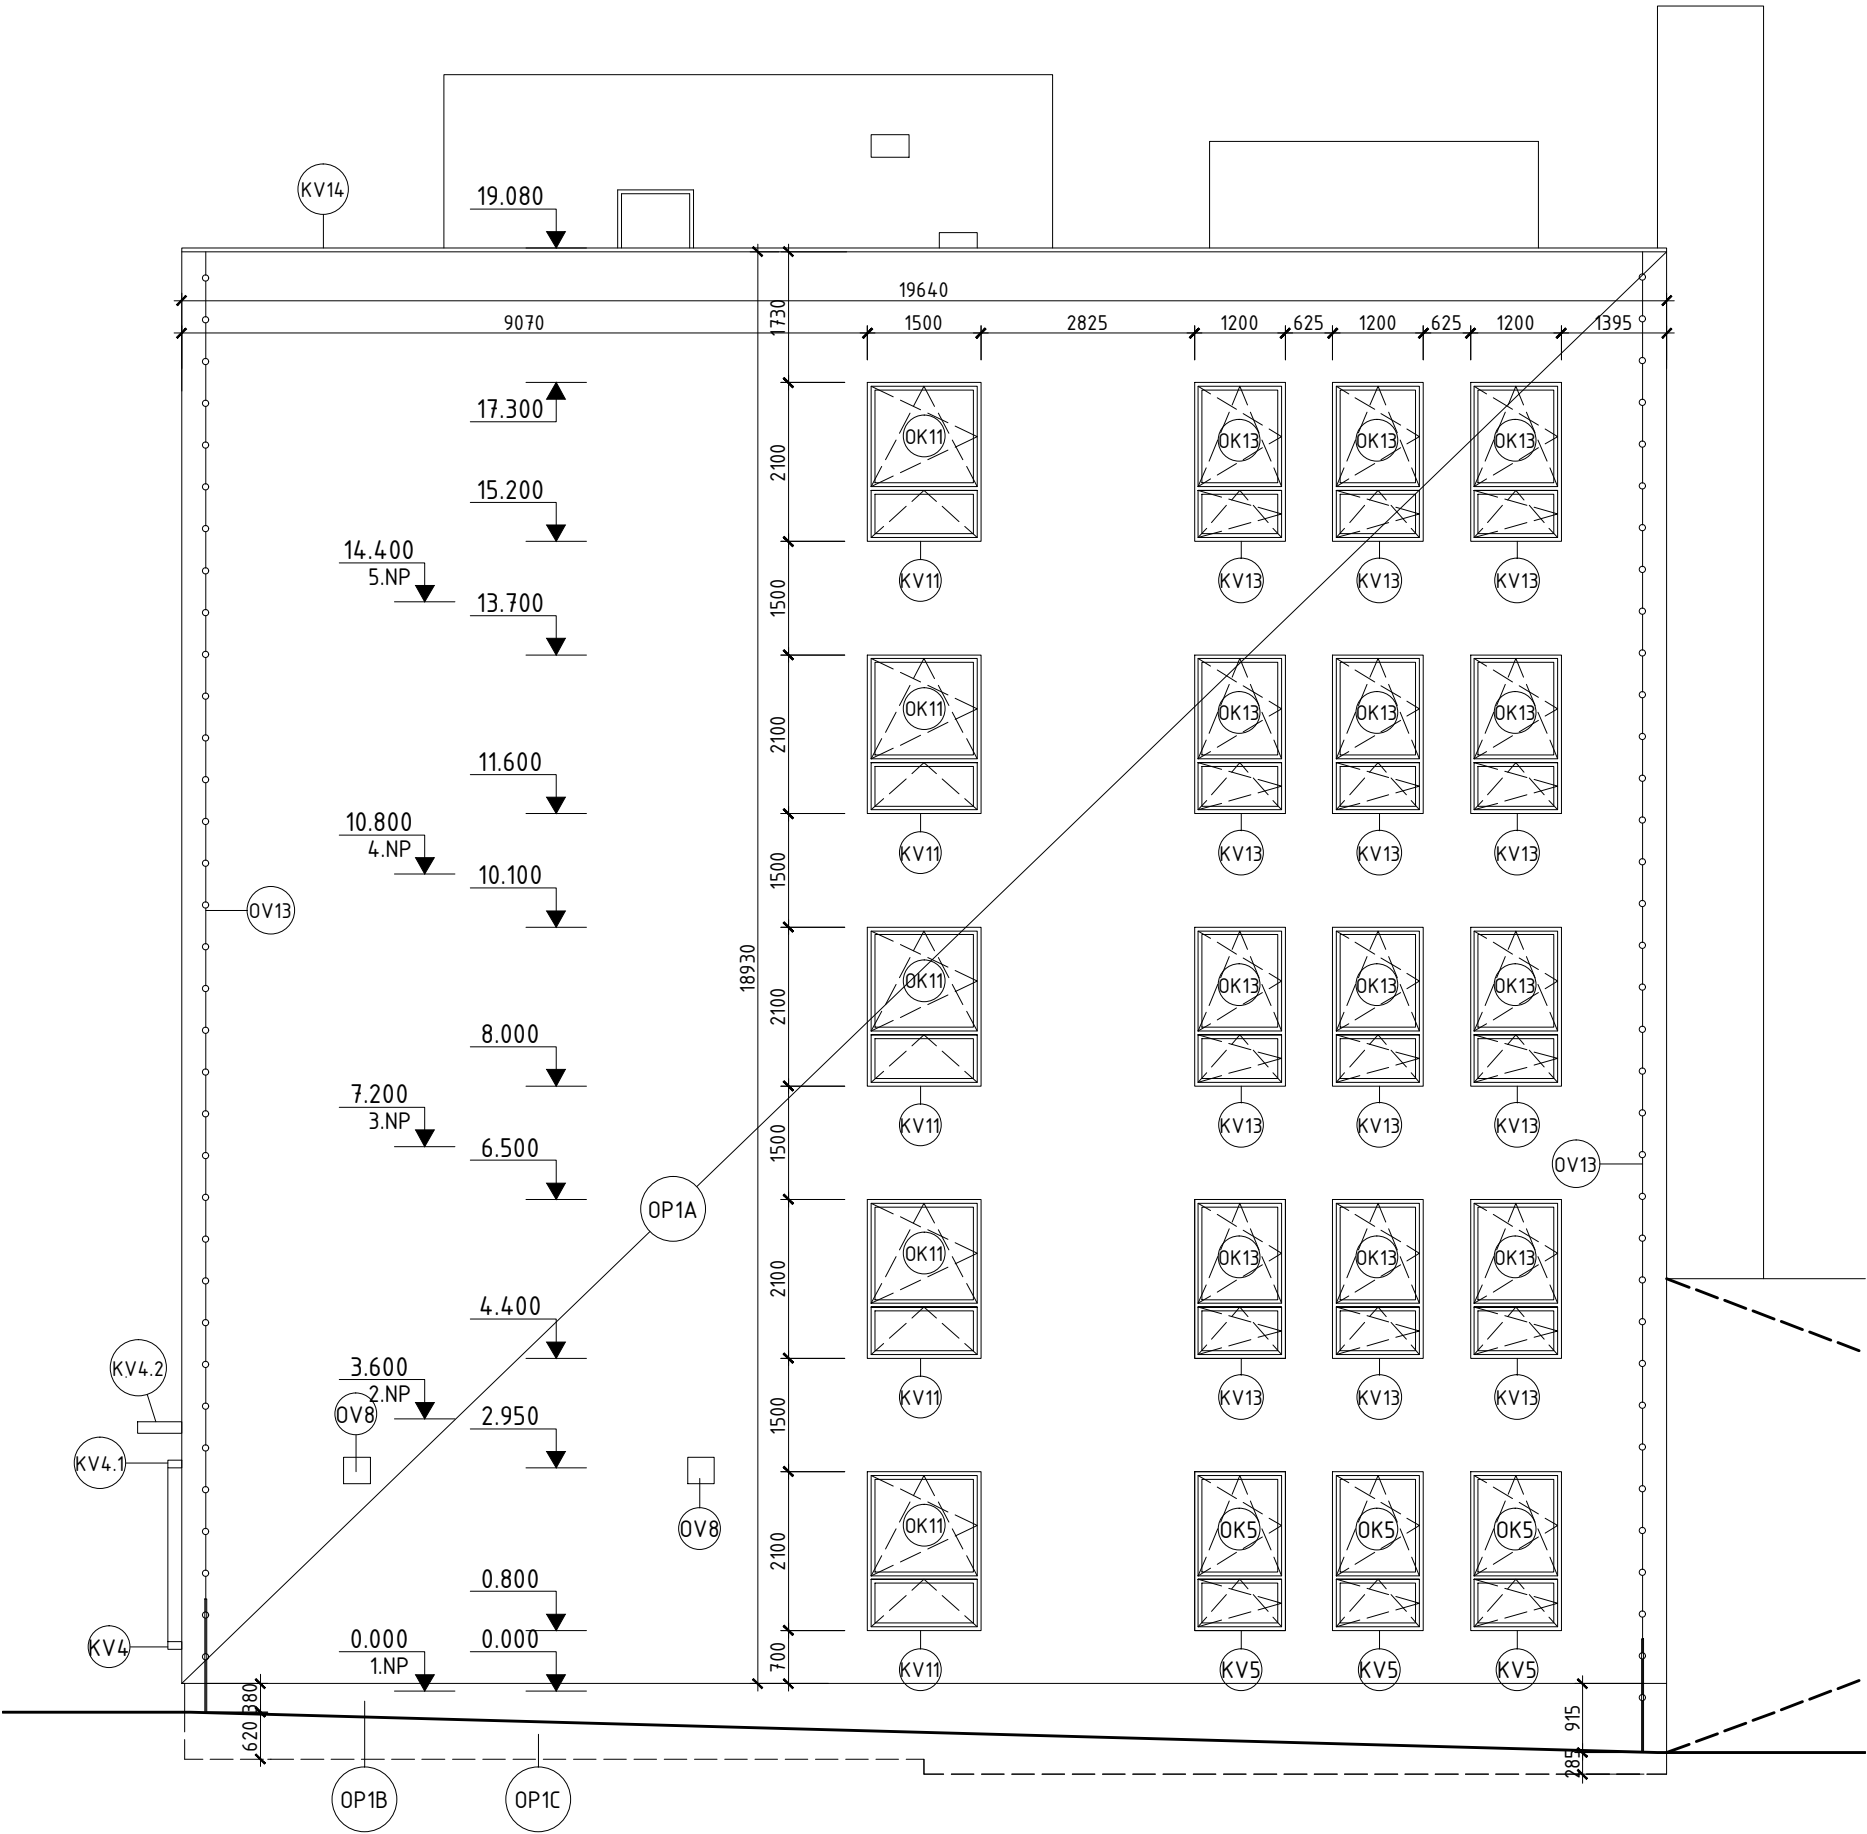 KV14
19.080
19640
9070
1730
1500
2825
1200
625
1200
625
1200
1395
17.300
2100
OK11
OK13
OK13
OK13
15.200
14.400
5.NP
13.700
1500
KV11
KV13
KV13
KV13
2100
OK11
OK13
OK13
OK13
11.600
10.800
4.NP
10.100
1500
KV11
KV13
KV13
KV13
OV13
18930
2100
OK11
OK13
OK13
OK13
8.000
7.200
3.NP
6.500
1500
KV11
KV13
KV13
KV13
OV13
OP1A
2100
OK11
OK13
OK13
OK13
4.400
3.600
2.NP
KV4.2
OV8
2.950
1500
KV11
KV13
KV13
KV13
KV4.1
OV8
2100
OK11
OK5
OK5
OK5
0.800
KV4
0.000
1.NP
0.000
700
KV11
KV5
KV5
KV5
380
620
915
285
OP1B
OP1C